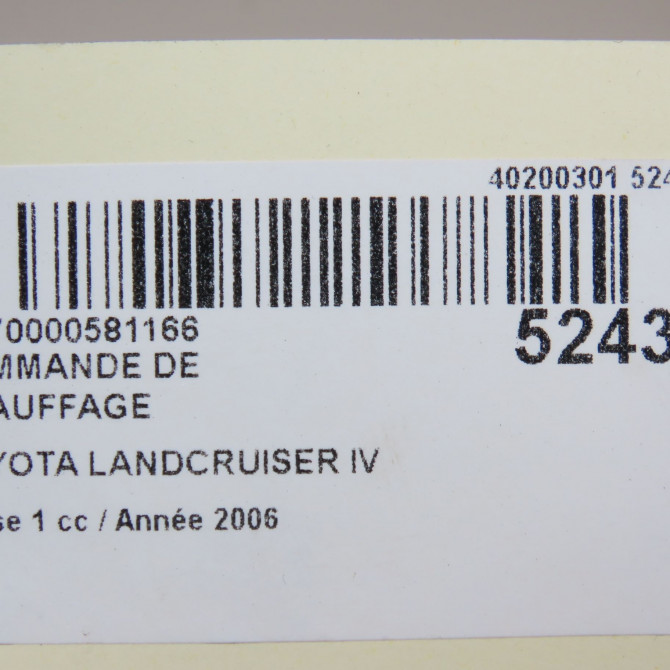 40200301 524
70000581166
5243
MMANDE DE
AUFFAGE
YOTA LANDCRUISER IV
se 1 cc / Année 2006